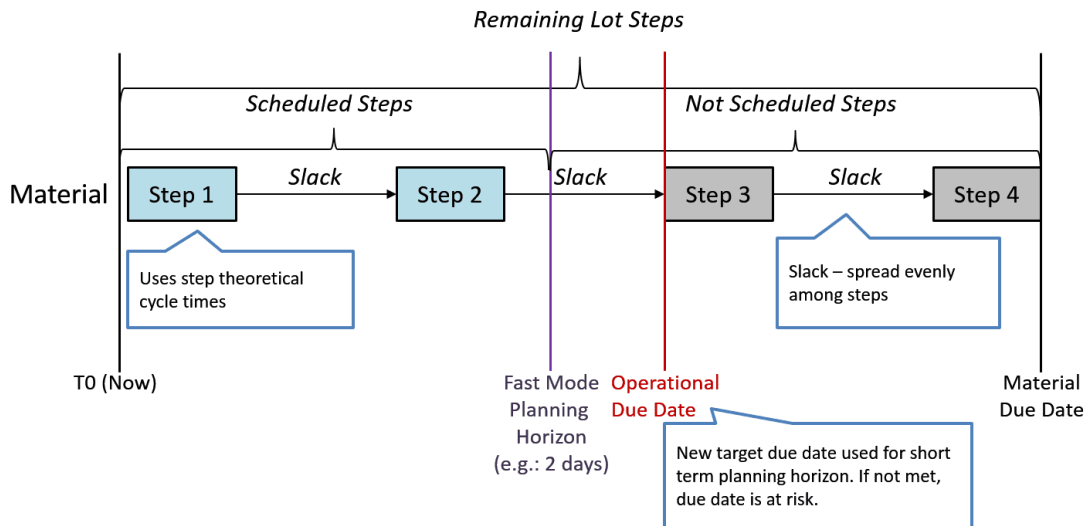 Remaining Lot Steps
Scheduled Steps
Not Scheduled Steps
Material
Step 1
Slack
Step 2
Slack
Step 3
Slack
Step 4
Uses step theoretical
cycle times
Slack – spread evenly
among steps
T0 (Now)
Fast Mode
Planning
Horizon
(e.g.: 2 days)
Operational
Due Date
Material
Due Date
New target due date used for short
term planning horizon. If not met,
due date is at risk.